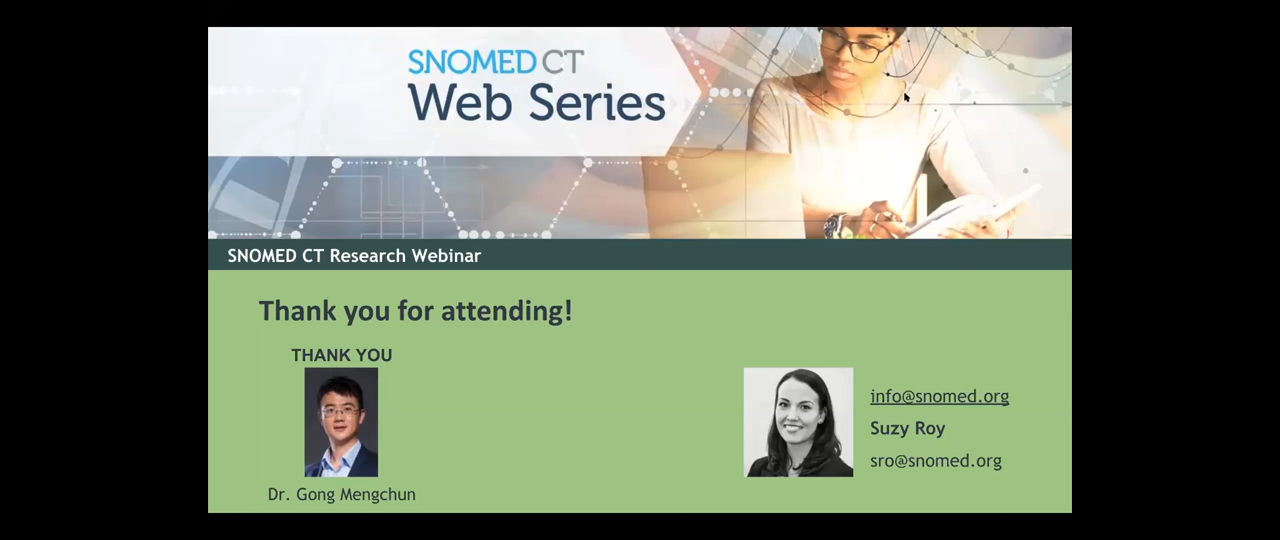 SNOMED CT
Web Series
SNOMED CT Research Webinar
Thank you for attending!
THANK YOU
Dr. Gong Mengchun
info@snomed.org
Suzy Roy
sro@snomed.org